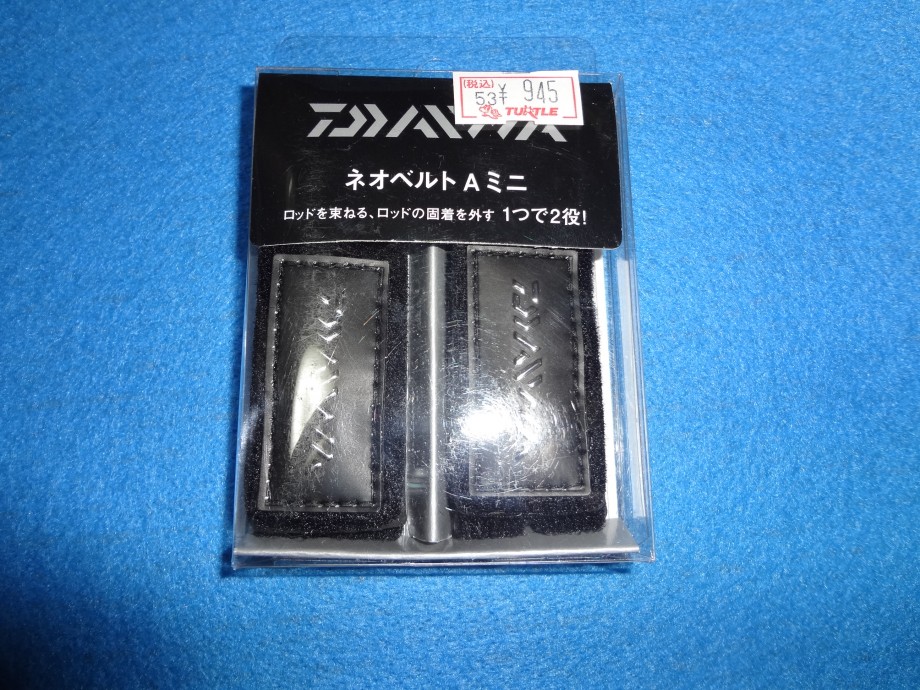 (税込)
53 ¥ 945
TURTLE
DAIWA
ネオベルト A ミニ
ロッドを束ねる、ロッドの固着を外す 1つで2役!
DAIWA
DAIWA